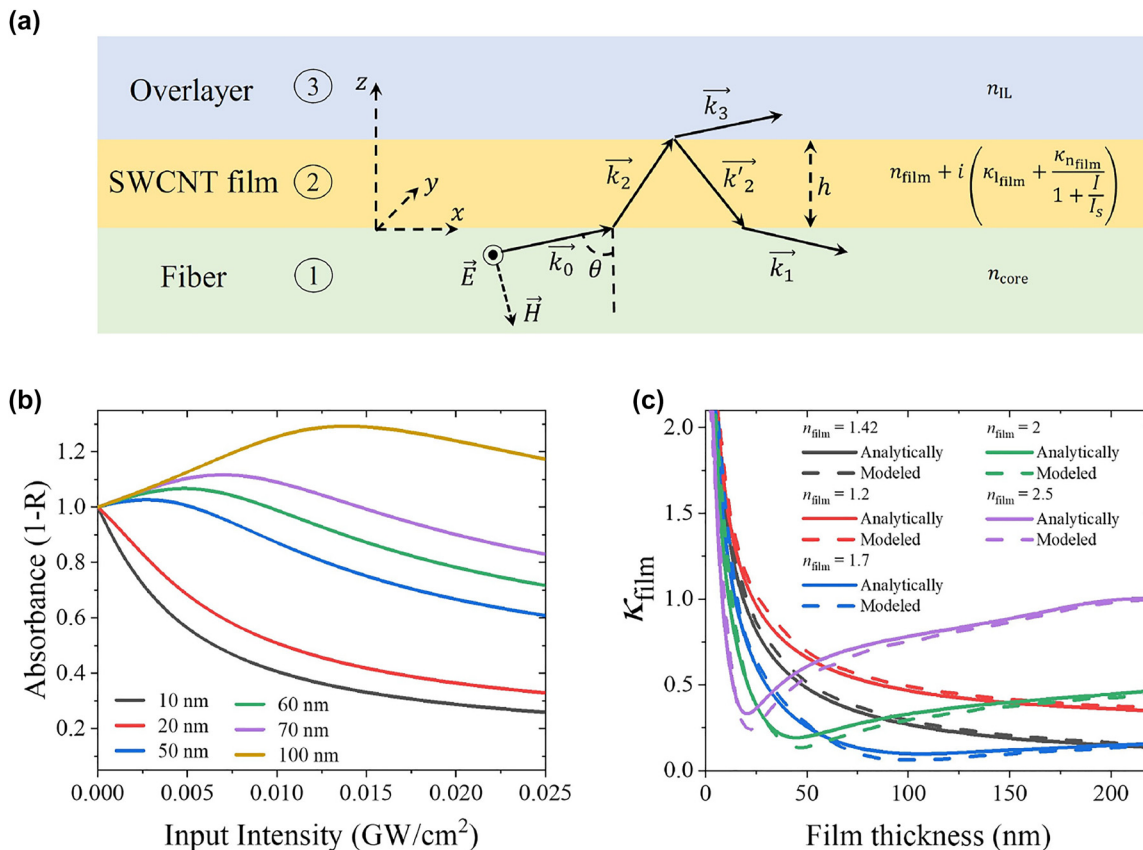 (a)
Overlayer ③ z k₃ n_IL
SWCNT film ② y x k₂ k'₂ h n_film + i(κ_l_film + κ_n_film / (1 + I/I_s))
Fiber ① E H k₀ θ k₁ n_core
(b)
Absorbance (1-R)
1.2
1.0
0.8
0.6
0.4
0.2
10 nm 60 nm
20 nm 70 nm
50 nm 100 nm
0.000 0.005 0.010 0.015 0.020 0.025
Input Intensity (GW/cm²)
(c)
κ_film
2.0
1.5
1.0
0.5
0.0
n_film = 1.42 n_film = 2
Analytically Analytically
Modeled Modeled
n_film = 1.2 n_film = 2.5
Analytically Analytically
Modeled Modeled
n_film = 1.7
Analytically
Modeled
0 50 100 150 200
Film thickness (nm)